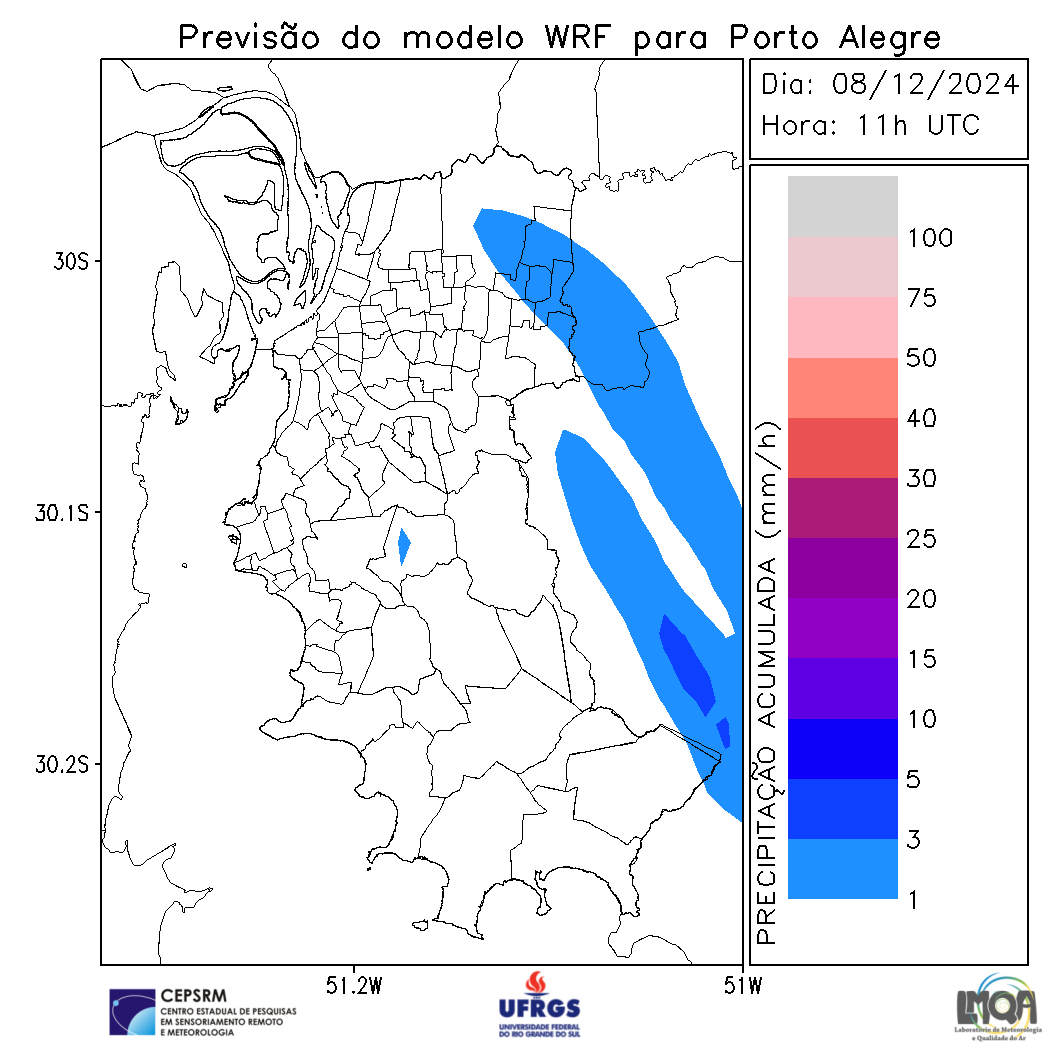 Previsão do modelo WRF para Porto Alegre
Dia: 08/12/2024
Hora: 11h UTC
30S
30.1S
30.2S
51.2W
51W
PRECIPITAÇÃO ACUMULADA (mm/h)
100
75
50
40
30
25
20
15
10
5
3
1
CEPSRM
CENTRO ESTADUAL DE PESQUISAS
EM SENSORIAMENTO REMOTO
E METEOROLOGIA
UFRGS
UNIVERSIDADE FEDERAL
DO RIO GRANDE DO SUL
LMQA
Laboratório de Meteorologia
e Qualidade do Ar